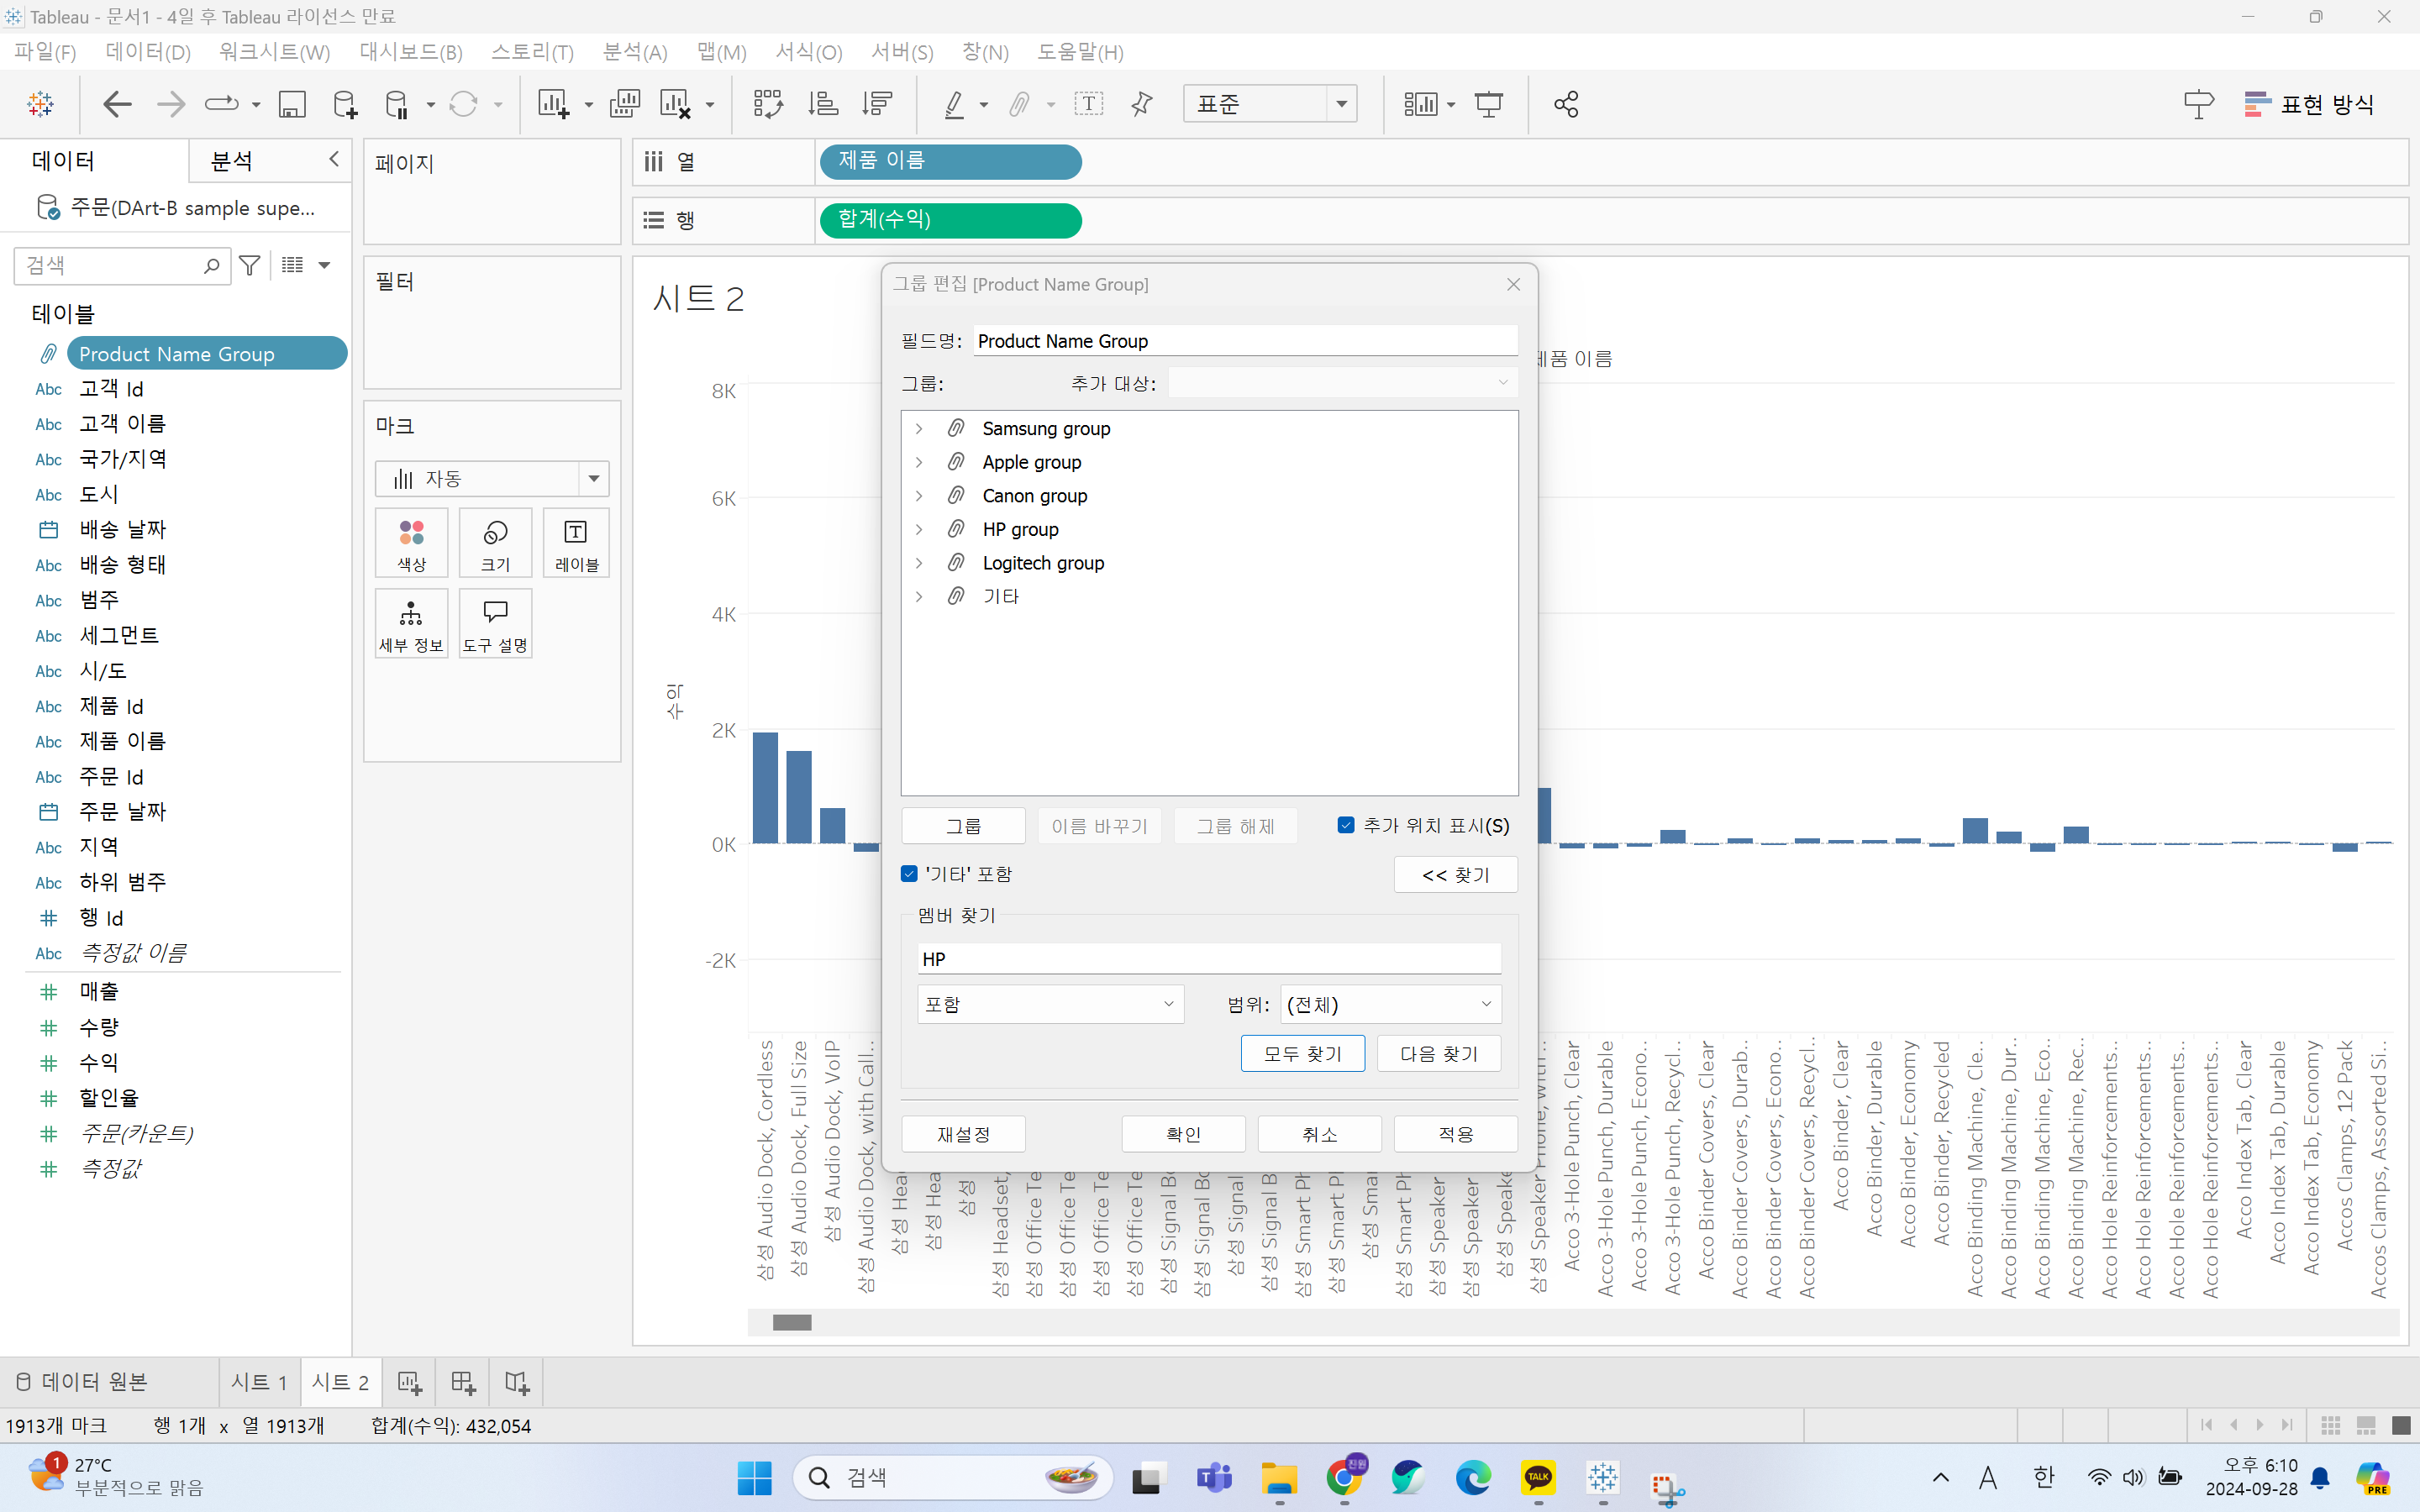 Tableau - 문서1 - 4일 후 Tableau 라이선스 만료
파일(F) 데이터(D) 워크시트(W) 대시보드(B) 스토리(T) 분석(A) 맵(M) 서식(O) 서버(S) 창(N) 도움말(H)
표준
표현 방식
데이터 분석
주문(DArt-B sample supe...
검색
테이블
Product Name Group
Abc 고객 Id
Abc 고객 이름
Abc 국가/지역
Abc 도시
배송 날짜
Abc 배송 형태
Abc 범주
Abc 세그먼트
Abc 시/도
Abc 제품 Id
Abc 제품 이름
Abc 주문 Id
주문 날짜
Abc 지역
Abc 하위 범주
행 Id
Abc 측정값 이름
매출
수량
수익
할인율
주문(카운트)
측정값
페이지
필터
마크
자동
색상 크기 레이블
세부 정보 도구 설명
열 제품 이름
행 합계(수익)
시트 2
제품 이름
8K
6K
4K
2K
0K
-2K
수익
그룹 편집 [Product Name Group]
필드명: Product Name Group
그룹: 추가 대상:
Samsung group
Apple group
Canon group
HP group
Logitech group
기타
그룹 이름 바꾸기 그룹 해제 추가 위치 표시(S)
'기타' 포함 << 찾기
멤버 찾기
HP
포함 범위: (전체)
모두 찾기 다음 찾기
재설정 확인 취소 적용
삼성 Audio Dock, Cordless
삼성 Audio Dock, Full Size
삼성 Audio Dock, VoIP
삼성 Audio Dock, with Call..
삼성 Hea
삼성 Hea
삼성
삼성 Headset,
삼성 Office Te
삼성 Office Te
삼성 Office Te
삼성 Office Te
삼성 Signal Bo
삼성 Signal Bo
삼성 Signal
삼성 Signal B
삼성 Smart Ph
삼성 Smart Pl
삼성 Smar
삼성 Smart Ph
삼성 Speaker
삼성 Speaker
삼성 Speake
삼성 Speaker Phone, with ..
Acco 3-Hole Punch, Clear
Acco 3-Hole Punch, Durable
Acco 3-Hole Punch, Econo..
Acco 3-Hole Punch, Recycl..
Acco Binder Covers, Clear
Acco Binder Covers, Durab..
Acco Binder Covers, Econo..
Acco Binder Covers, Recycl..
Acco Binder, Clear
Acco Binder, Durable
Acco Binder, Economy
Acco Binder, Recycled
Acco Binding Machine, Cle..
Acco Binding Machine, Dur..
Acco Binding Machine, Eco..
Acco Binding Machine, Rec..
Acco Hole Reinforcements..
Acco Hole Reinforcements..
Acco Hole Reinforcements..
Acco Hole Reinforcements..
Acco Index Tab, Clear
Acco Index Tab, Durable
Acco Index Tab, Economy
Accos Clamps, 12 Pack
Accos Clamps, Assorted Si..
데이터 원본 시트 1 시트 2
1913개 마크 행 1개 x 열 1913개 합계(수익): 432,054
1
27°C
부분적으로 맑음
검색
진원
TALK
A 한
오후 6:10
2024-09-28
PRE